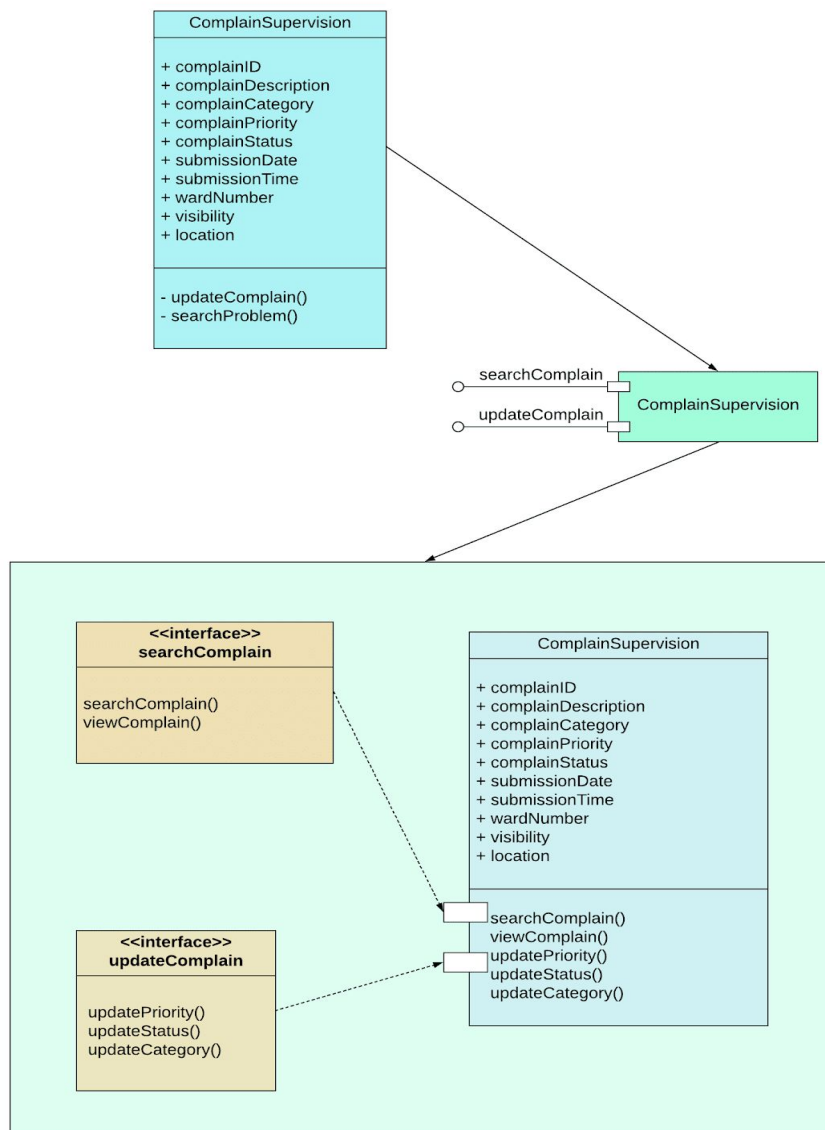 ComplainSupervision
+ complainID
+ complainDescription
+ complainCategory
+ complainPriority
+ complainStatus
+ submissionDate
+ submissionTime
+ wardNumber
+ visibility
+ location
- updateComplain()
- searchProblem()
searchComplain
updateComplain
ComplainSupervision
<<interface>>
searchComplain
searchComplain()
viewComplain()
ComplainSupervision
+ complainID
+ complainDescription
+ complainCategory
+ complainPriority
+ complainStatus
+ submissionDate
+ submissionTime
+ wardNumber
+ visibility
+ location
searchComplain()
viewComplain()
updatePriority()
updateStatus()
updateCategory()
<<interface>>
updateComplain
updatePriority()
updateStatus()
updateCategory()